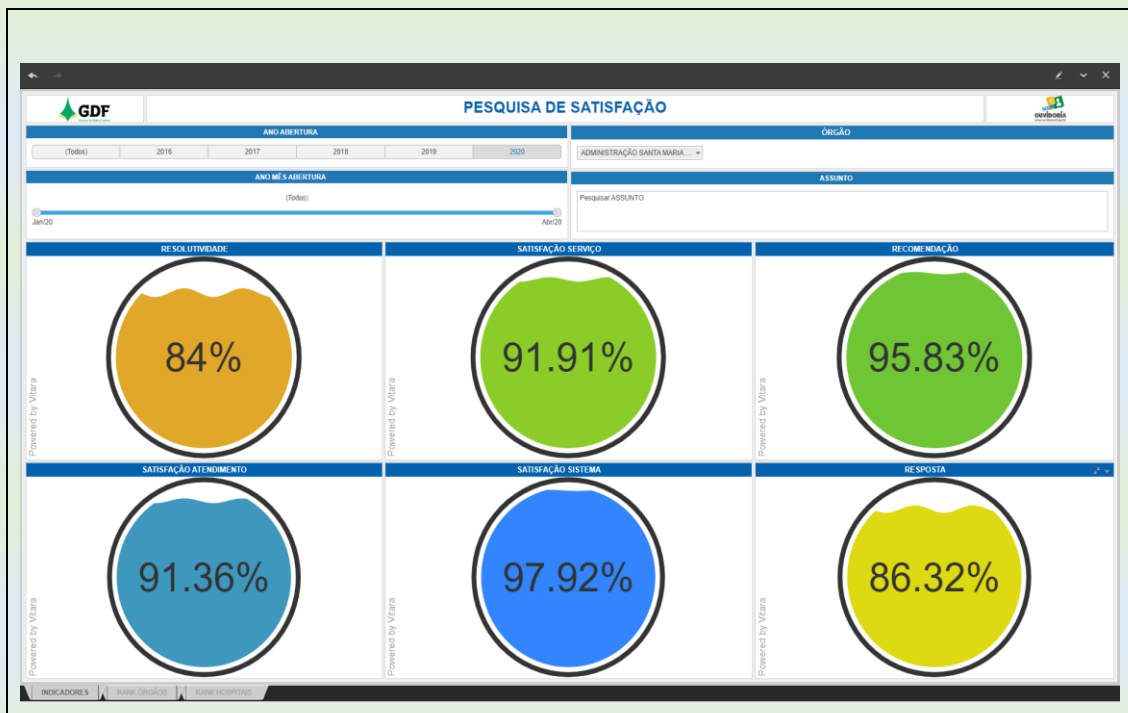 GDF
PESQUISA DE SATISFAÇÃO
OUVIDORIA
ANO ABERTURA
(Todos) 2016 2017 2018 2019 2020
ÓRGÃO
ADMINISTRAÇÃO SANTA MARIA ...
ANO MÊS ABERTURA
(Todos)
Jan/20 Abr/20
ASSUNTO
Pesquisar ASSUNTO
RESOLUTIVIDADE
84%
Powered by Vitara
SATISFAÇÃO SERVIÇO
91.91%
Powered by Vitara
RECOMENDAÇÃO
95.83%
Powered by Vitara
SATISFAÇÃO ATENDIMENTO
91.36%
Powered by Vitara
SATISFAÇÃO SISTEMA
97.92%
Powered by Vitara
RESPOSTA
86.32%
Powered by Vitara
INDICADORES RANK ÓRGÃOS RANK HOSPITAIS